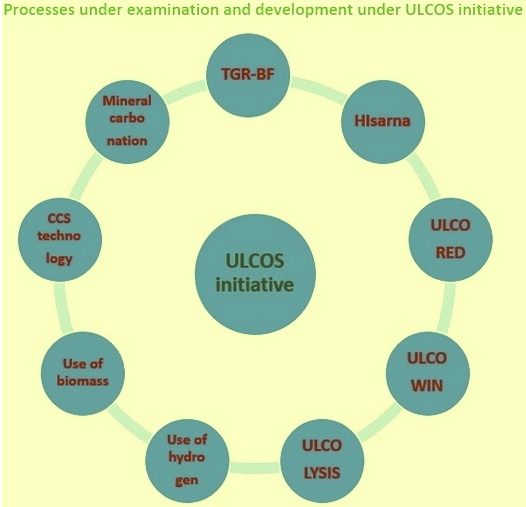 Processes under examination and development under ULCOS initiative
TGR-BF
HIsarna
ULCO
RED
ULCO
WIN
ULCO
LYSIS
Use of
hydro
gen
Use of
biomass
CCS
techno
logy
Mineral
carbo
nation
ULCOS
initiative